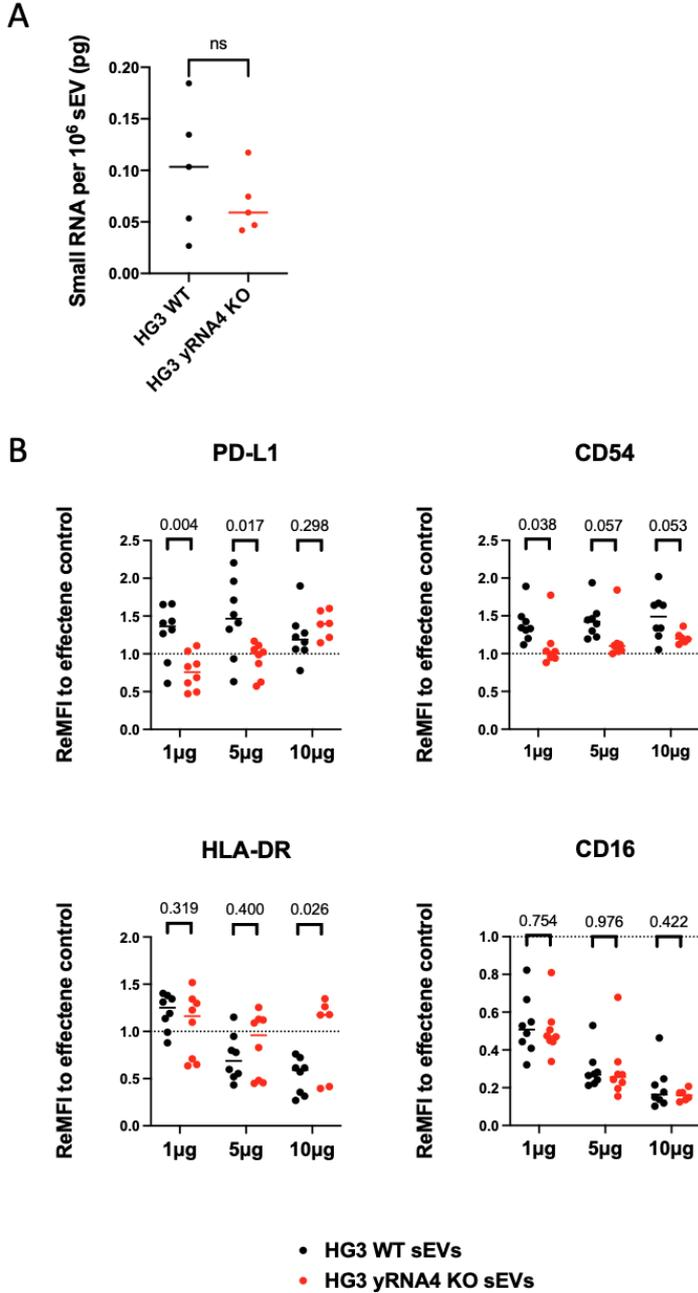 A
ns
Small RNA per 10⁶ sEV (pg)
0.20
0.15
0.10
0.05
0.00
HG3 WT
HG3 yRNA4 KO
B
PD-L1
ReMFI to effectene control
0.004 0.017 0.298
2.5
2.0
1.5
1.0
0.5
0.0
1µg 5µg 10µg
CD54
ReMFI to effectene control
0.038 0.057 0.053
2.5
2.0
1.5
1.0
0.5
0.0
1µg 5µg 10µg
HLA-DR
ReMFI to effectene control
0.319 0.400 0.026
2.0
1.5
1.0
0.5
0.0
1µg 5µg 10µg
CD16
ReMFI to effectene control
0.754 0.976 0.422
1.0
0.8
0.6
0.4
0.2
0.0
1µg 5µg 10µg
HG3 WT sEVs
HG3 yRNA4 KO sEVs